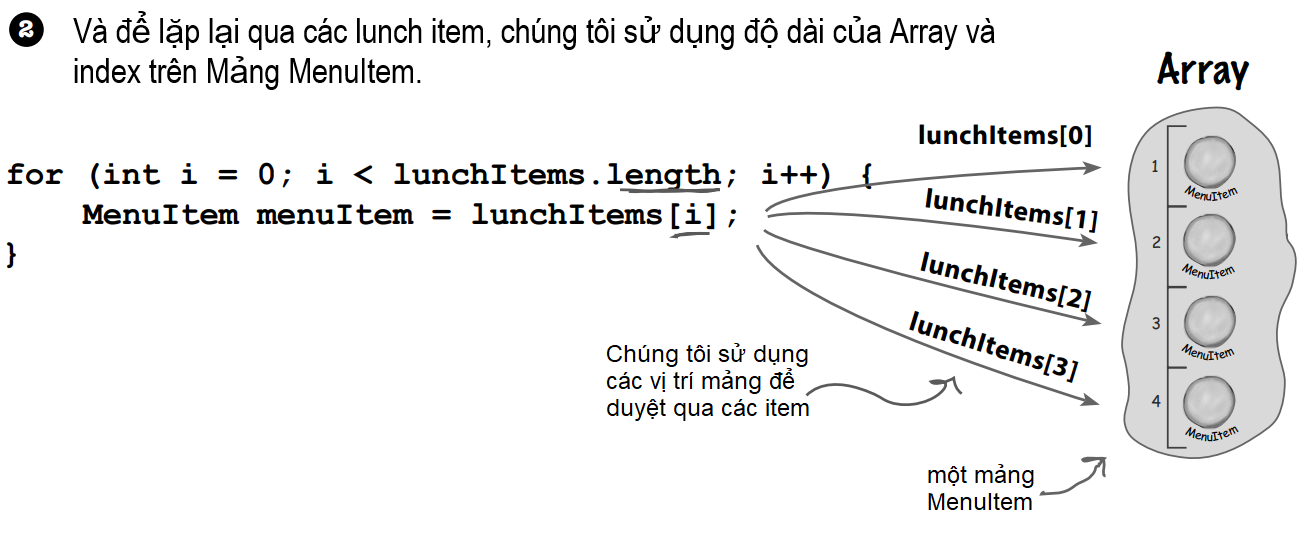 2 Và để lặp lại qua các lunch item, chúng tôi sử dụng độ dài của Array và
index trên Mảng MenuItem.
Array
for (int i = 0; i < lunchItems.length; i++) {
MenuItem menuItem = lunchItems[i];
}
lunchItems[0]
lunchItems[1]
lunchItems[2]
lunchItems[3]
1
MenuItem
2
MenuItem
3
MenuItem
4
MenuItem
Chúng tôi sử dụng
các vị trí mảng để
duyệt qua các item
một mảng
MenuItem